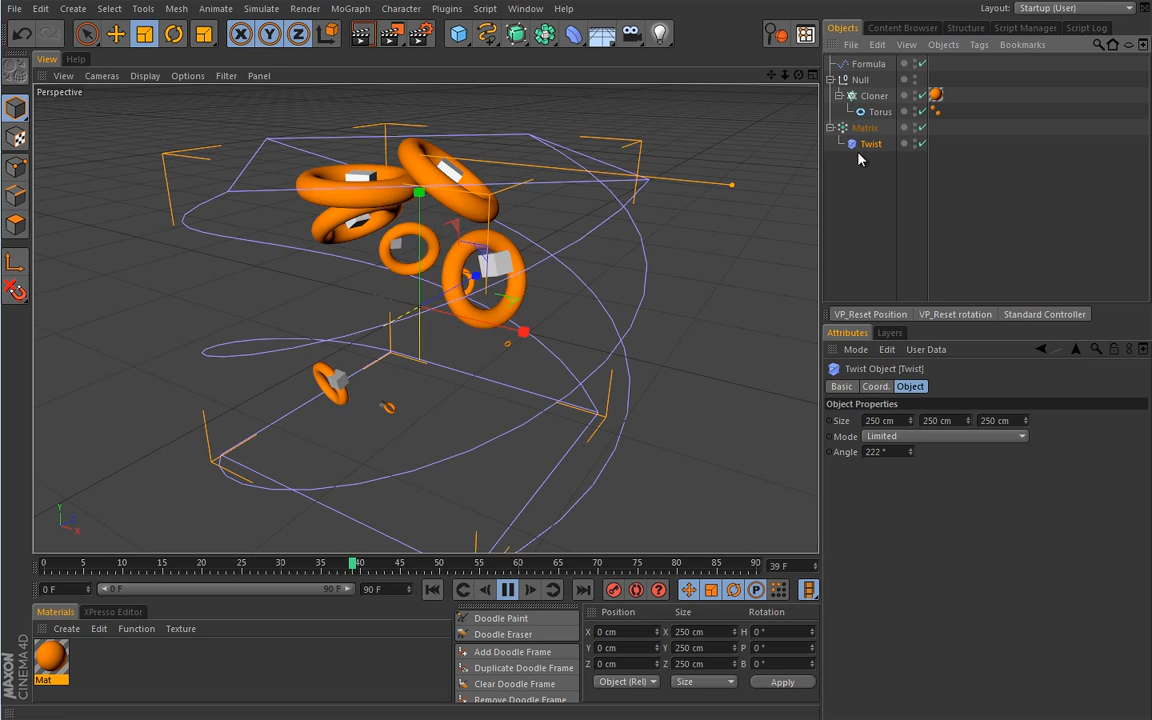 File Edit Create Select Tools Mesh Animate Simulate Render MoGraph Character Plugins Script Window Help
Layout: Startup (User)
View Help
View Cameras Display Options Filter Panel
Perspective
Y
Z
X
Objects Content Browser Structure Script Manager Script Log
File Edit View Objects Tags Bookmarks
Formula
Null
Cloner
Torus
Matrix
Twist
VP_Reset Position VP_Reset rotation Standard Controller
Attributes Layers
Mode Edit User Data
Twist Object [Twist]
Basic Coord. Object
Object Properties
Size 250 cm 250 cm 250 cm
Mode Limited
Angle 222 °
0 5 10 15 20 25 30 35 40 45 50 55 60 65 70 75 80 85 90 39 F
0 F 0 F 90 F 90 F
Materials XPresso Editor
Create Edit Function Texture
Mat
MAXON
CINEMA 4D
Doodle Paint
Doodle Eraser
Add Doodle Frame
Duplicate Doodle Frame
Clear Doodle Frame
Remove Doodle Frame
Position Size Rotation
X 0 cm X 250 cm H 0 °
Y 0 cm Y 250 cm P 0 °
Z 0 cm Z 250 cm B 0 °
Object (Rel) Size Apply